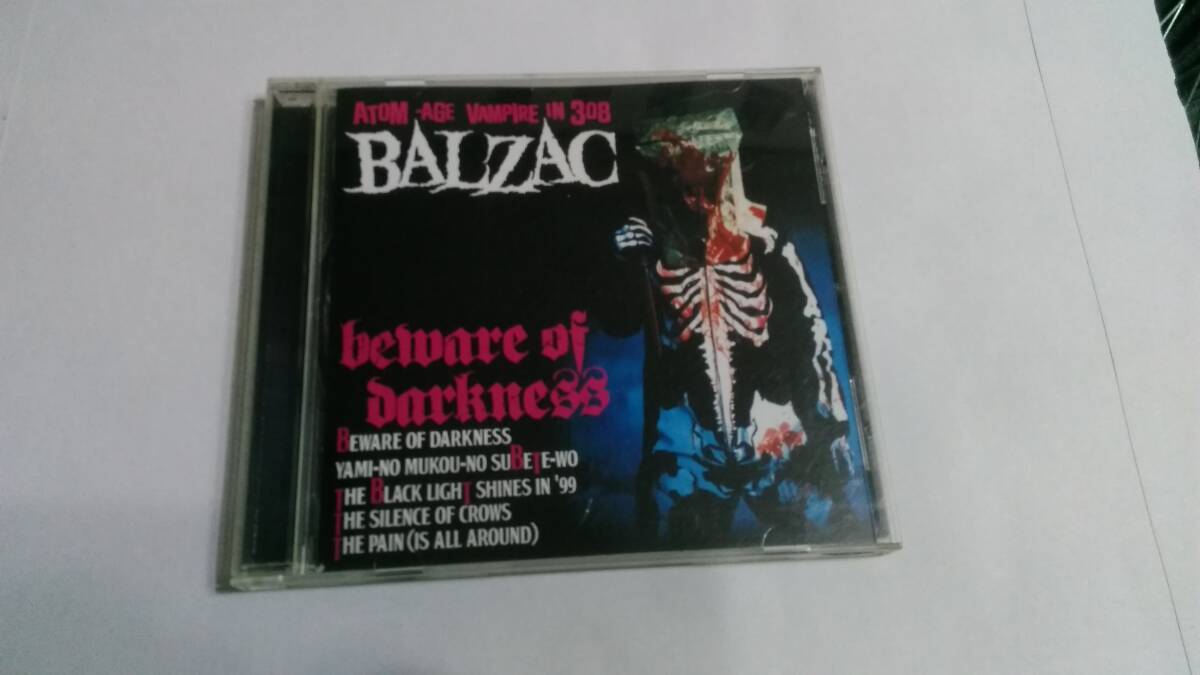 ATOM-AGE VAMPIRE IN 308
BALZAC
beware of
darkness
BEWARE OF DARKNESS
YAMI-NO MUKOU-NO SUBETE-WO
THE BLACK LIGHT SHINES IN '99
THE SILENCE OF CROWS
THE PAIN (IS ALL AROUND)